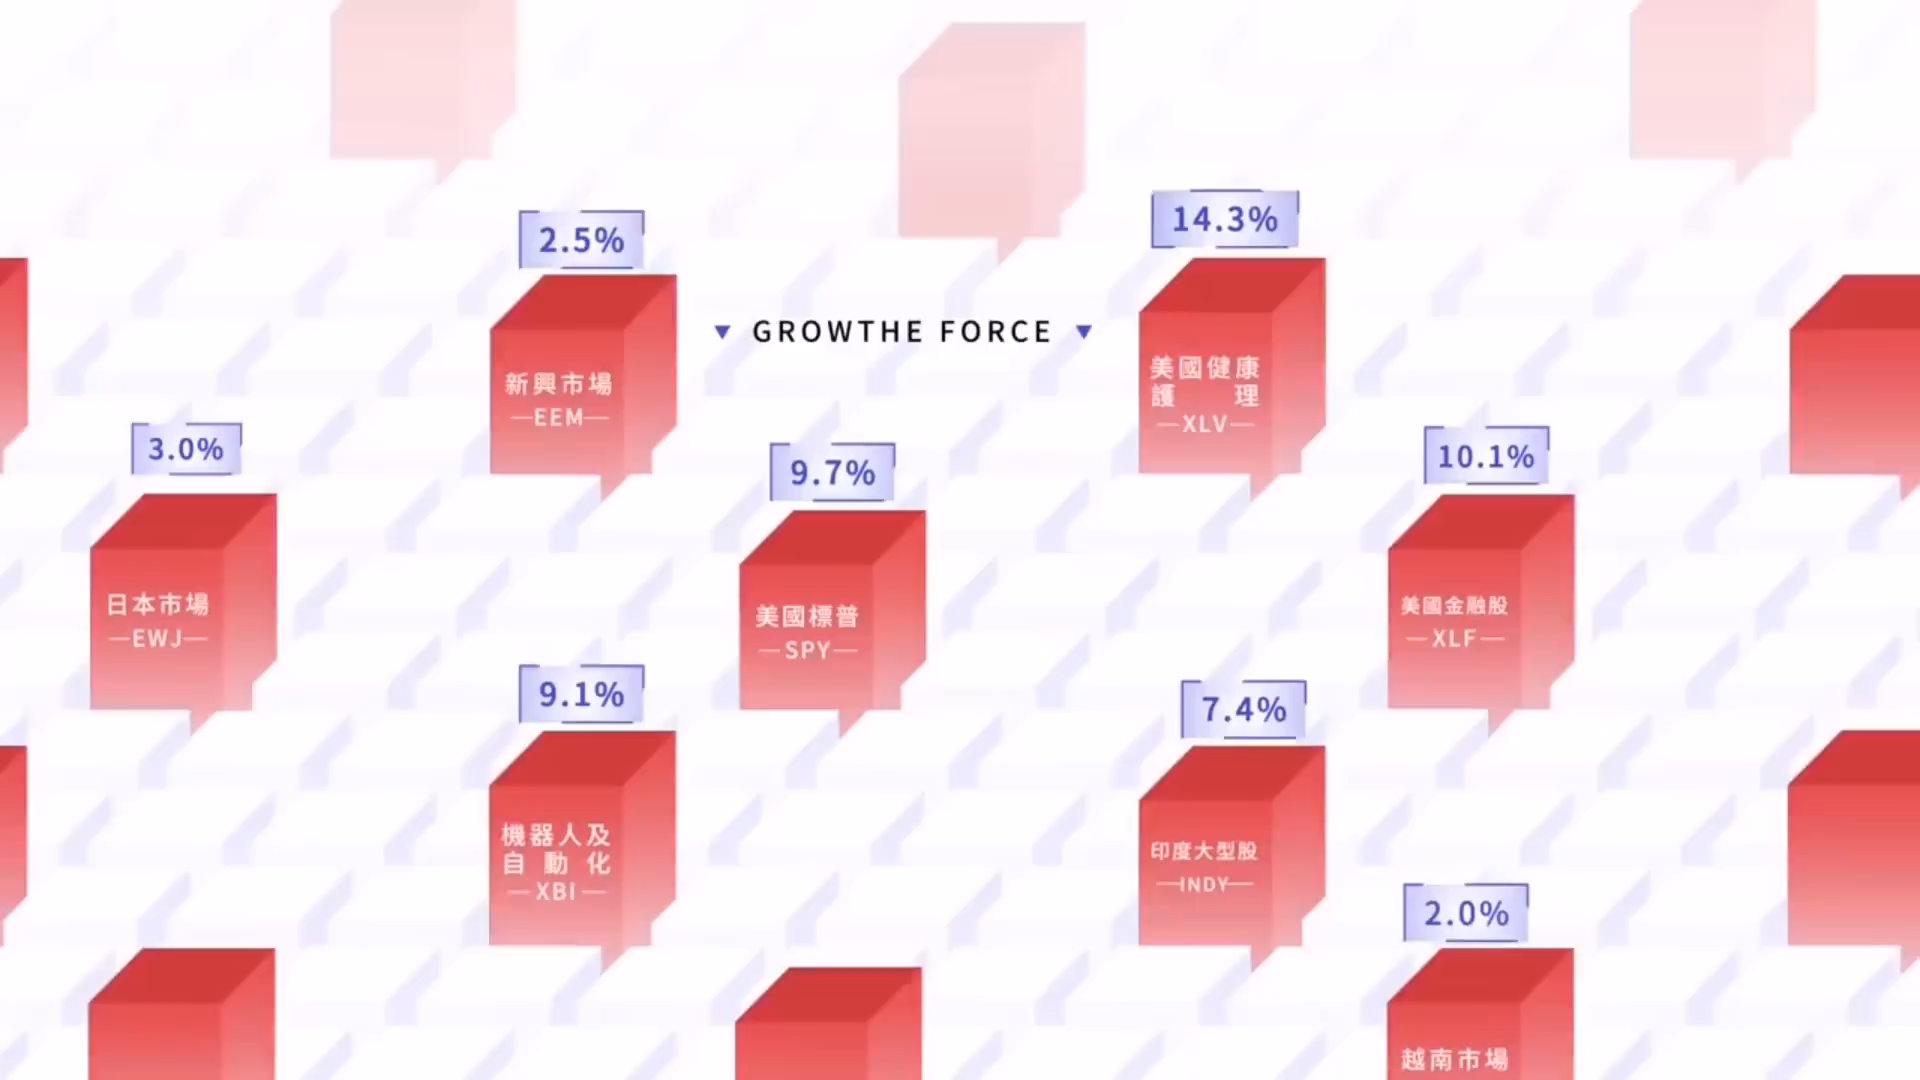 2.5%
14.3%
▼ GROWTHE FORCE ▼
新興市場
—EEM—
美國健康
護理
—XLV—
3.0%
9.7%
10.1%
日本市場
—EWJ—
美國標普
—SPY—
美國金融股
—XLF—
9.1%
7.4%
機器人及
自動化
—XBI—
印度大型股
—INDY—
2.0%
越南市場